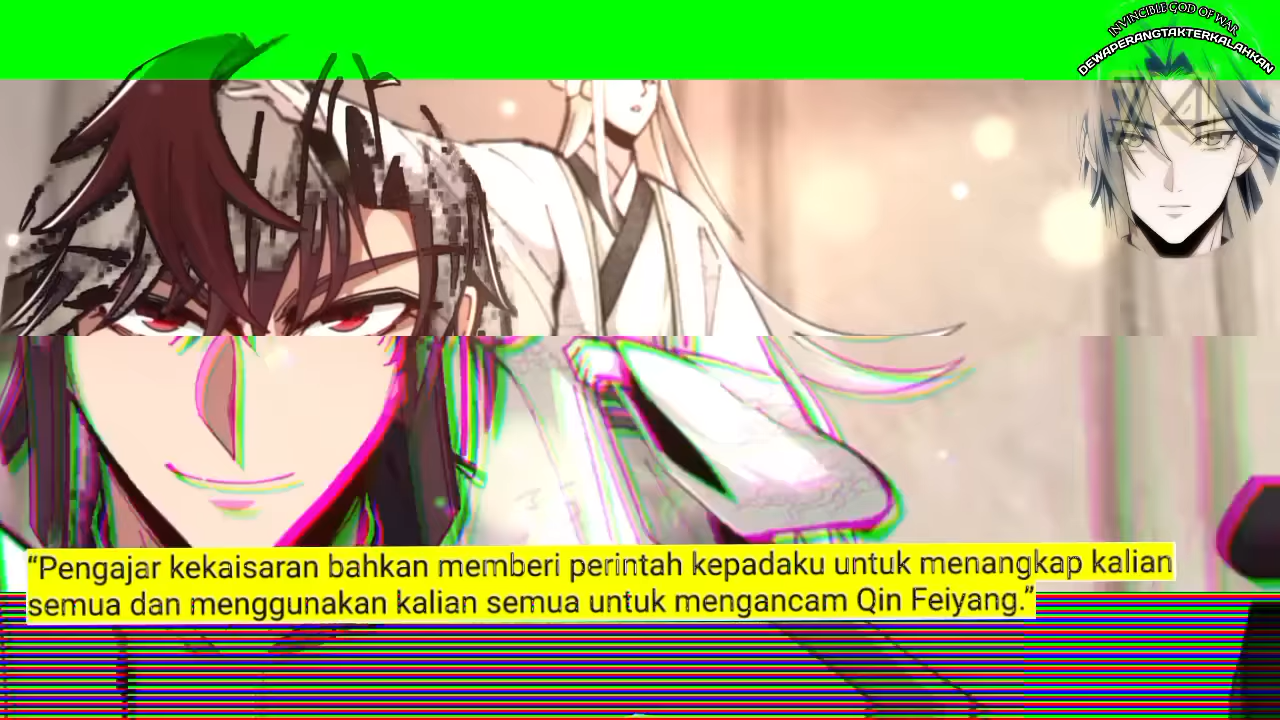 INVINCIBLE GOD OF WAR
DEWAPERANGTAKTERKALAHKAN
“Pengajar kekaisaran bahkan memberi perintah kepadaku untuk menangkap kalian
semua dan menggunakan kalian semua untuk mengancam Qin Feiyang.”